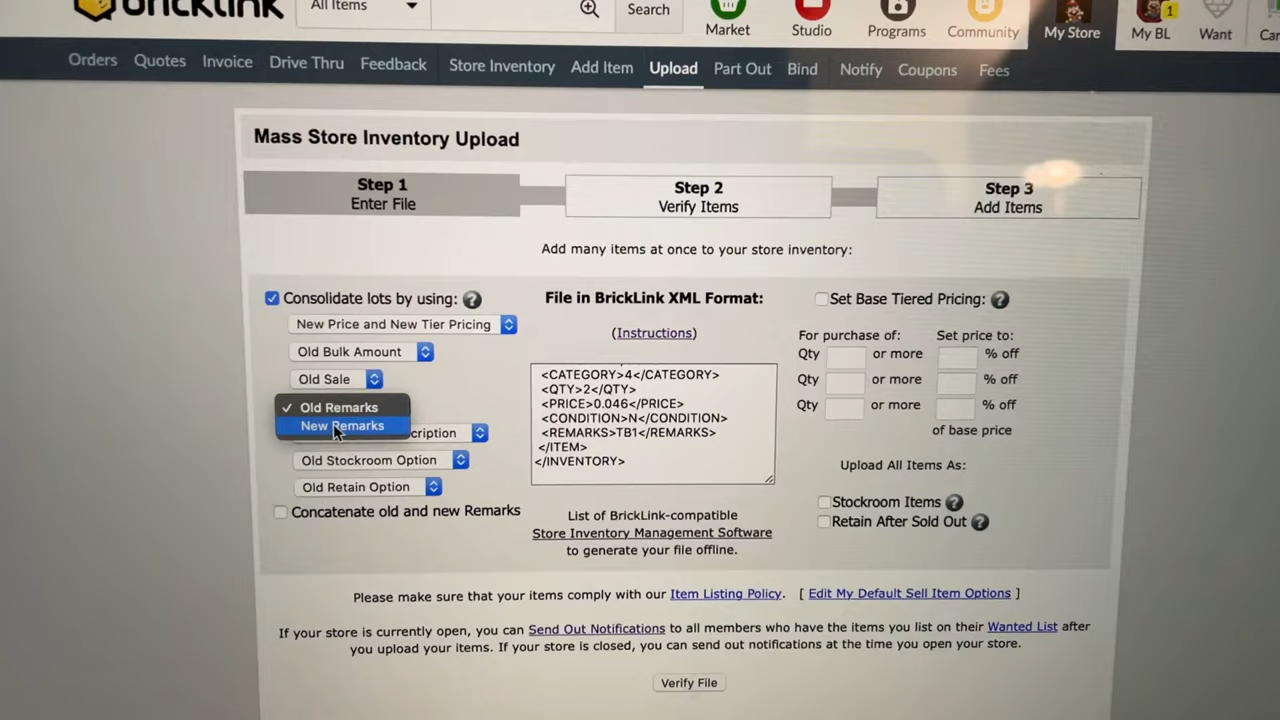 bricklink
All Items
Search
Market
Studio
Programs
Community
My Store
1
My BL
Want
Orders
Quotes
Invoice
Drive Thru
Feedback
Store Inventory
Add Item
Upload
Part Out
Bind
Notify
Coupons
Fees
Mass Store Inventory Upload
Step 1
Enter File
Step 2
Verify Items
Step 3
Add Items
Add many items at once to your store inventory:
Consolidate lots by using: ?
New Price and New Tier Pricing
Old Bulk Amount
Old Sale
✓ Old Remarks
New Remarks
cription
Old Stockroom Option
Old Retain Option
Concatenate old and new Remarks
File in BrickLink XML Format:
(Instructions)
<CATEGORY>4</CATEGORY>
<QTY>2</QTY>
<PRICE>0.046</PRICE>
<CONDITION>N</CONDITION>
<REMARKS>TB1</REMARKS>
</ITEM>
</INVENTORY>
List of BrickLink-compatible
Store Inventory Management Software
to generate your file offline.
Set Base Tiered Pricing: ?
For purchase of: Set price to:
Qty or more % off
Qty or more % off
Qty or more % off
of base price
Upload All Items As:
Stockroom Items ?
Retain After Sold Out ?
Please make sure that your items comply with our Item Listing Policy. [ Edit My Default Sell Item Options ]
If your store is currently open, you can Send Out Notifications to all members who have the items you list on their Wanted List after
you upload your items. If your store is closed, you can send out notifications at the time you open your store.
Verify File